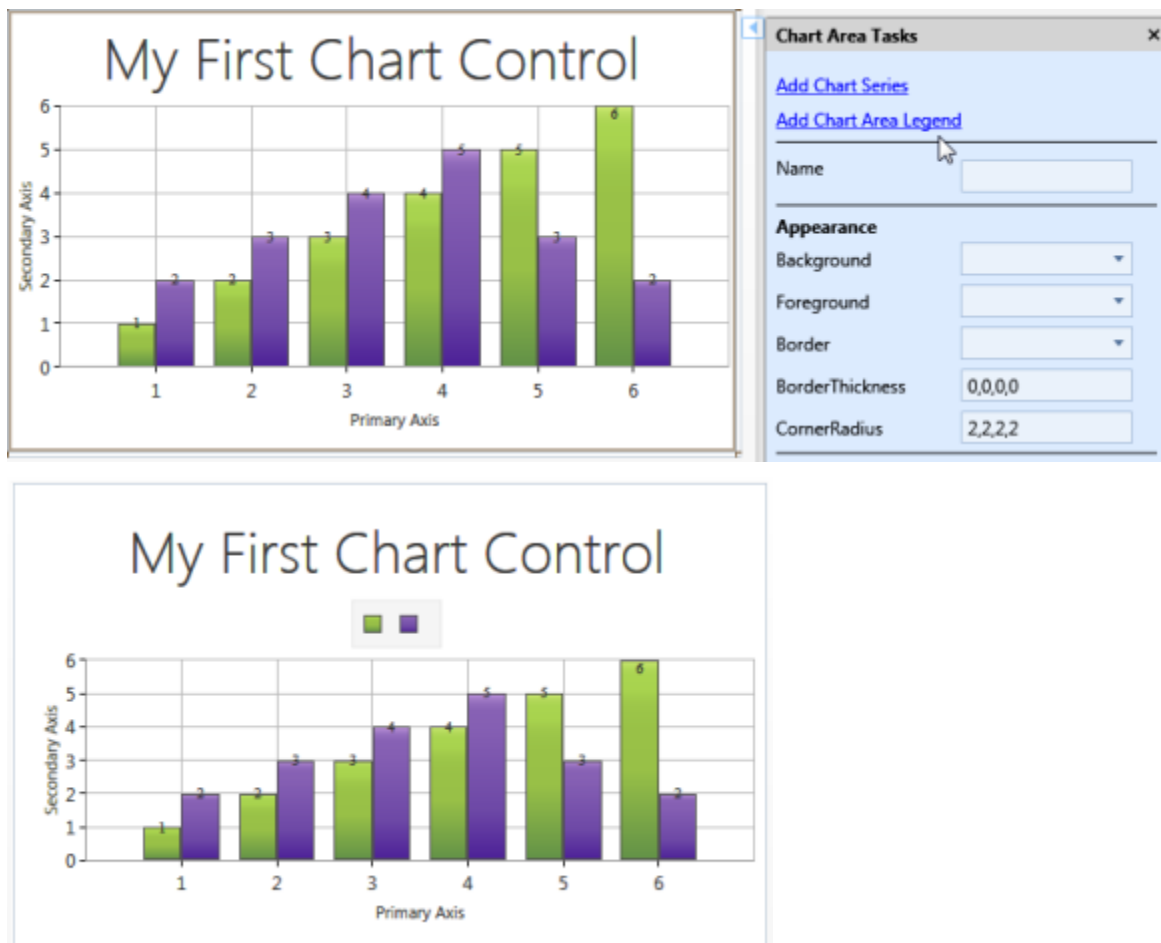 My First Chart Control
6
5
4
3
2
1
0
Secondary Axis
1 2 2 3 3 4 4 5 5 3 6 2
1 2 3 4 5 6
Primary Axis
Chart Area Tasks ×
Add Chart Series
Add Chart Area Legend
Name
Appearance
Background
Foreground
Border
BorderThickness 0,0,0,0
CornerRadius 2,2,2,2
My First Chart Control
6
5
4
3
2
1
0
Secondary Axis
1 2 2 3 3 4 4 5 5 3 6 2
1 2 3 4 5 6
Primary Axis